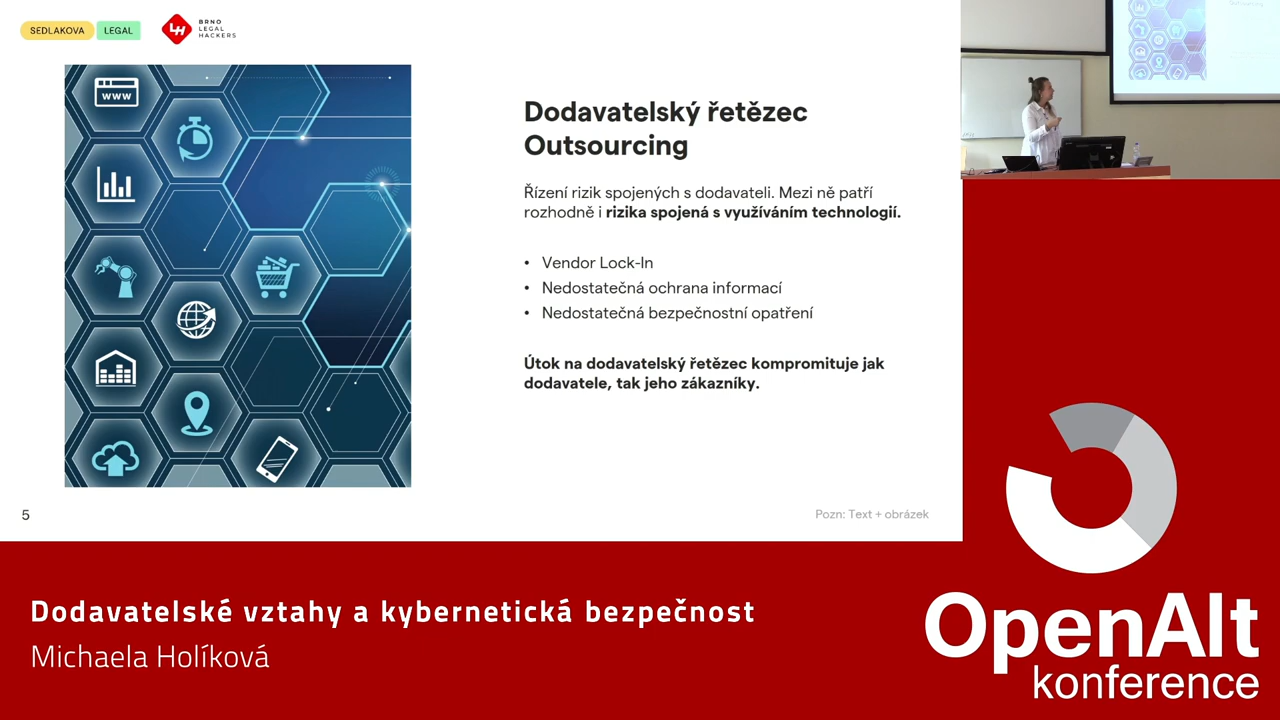 SEDLAKOVA LEGAL
LH BRNO
LEGAL
HACKERS
WWW
Dodavatelský řetězec
Outsourcing
Řízení rizik spojených s dodavateli. Mezi ně patří
rozhodně i rizika spojená s využíváním technologií.
• Vendor Lock-In
• Nedostatečná ochrana informací
• Nedostatečná bezpečnostní opatření
Útok na dodavatelský řetězec kompromituje jak
dodavatele, tak jeho zákazníky.
5
Pozn: Text + obrázek
Dodavatelské vztahy a kybernetická bezpečnost
Michaela Holíková
OpenAlt
konference